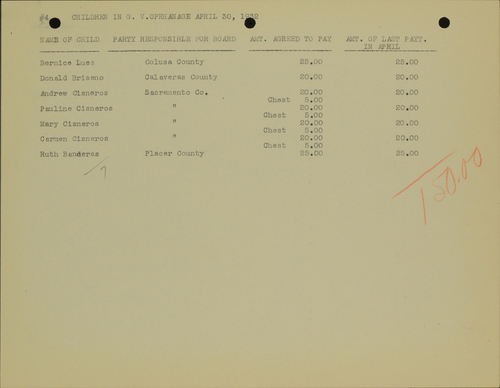 #4 CHILDREN IN G. V.ORPHANAGE APRIL 30, 1932
NAME OF CHILD PARTY RESPONSIBLE FOR BOARD AMT. AGREED TO PAY AMT. OF LAST PAYT.
IN APRIL
Bernice Luez Colusa County 25.00 25.00
Donald Briseno Calaveras County 20.00 20.00
Andrew Cisneros Sacramento Co. 20.00 20.00
Chest 5.00
Pauline Cisneros " 20.00 20.00
Chest 5.00
Mary Cisneros " 20.00 20.00
Chest 5.00
Carmen Cisneros " 20.00 20.00
Chest 5.00
Ruth Banderas Placer County 25.00 25.00
7
150.00